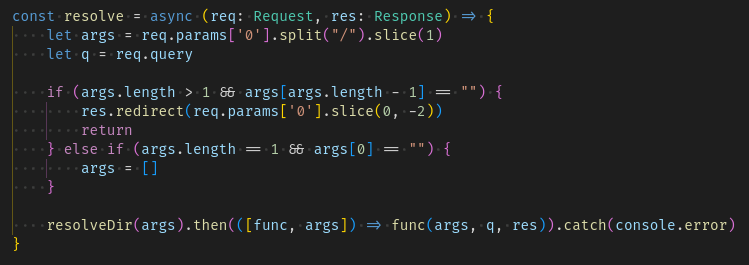 const resolve = async (req: Request, res: Response) => {
    let args = req.params['0'].split("/").slice(1)
    let q = req.query

    if (args.length > 1 && args[args.length - 1] == "") {
        res.redirect(req.params['0'].slice(0, -2))
        return
    } else if (args.length == 1 && args[0] == "") {
        args = []
    }

    resolveDir(args).then(([func, args]) => func(args, q, res)).catch(console.error)
}